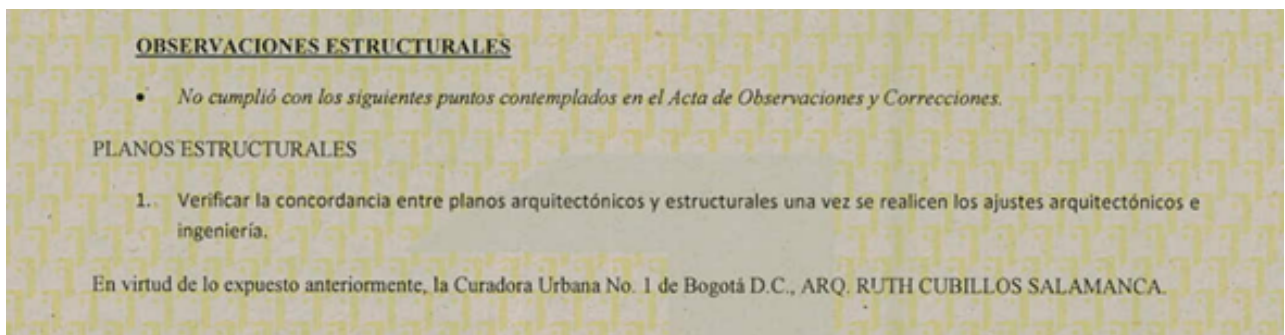 OBSERVACIONES ESTRUCTURALES
• No cumplió con los siguientes puntos contemplados en el Acta de Observaciones y Correcciones.
PLANOS ESTRUCTURALES
1. Verificar la concordancia entre planos arquitectónicos y estructurales una vez se realicen los ajustes arquitectónicos e
ingeniería.
En virtud de lo expuesto anteriormente, la Curadora Urbana No. 1 de Bogotá D.C., ARQ. RUTH CUBILLOS SALAMANCA.